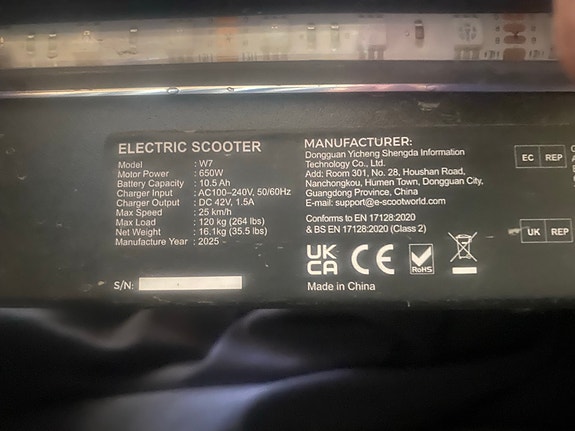 ELECTRIC SCOOTER
Model : W7
Motor Power : 650W
Battery Capacity : 10.5Ah
Charger Input : AC100–240V, 50/60Hz
Charger Output : DC 42V, 1.5A
Max Speed : 25 km/h
Max Load : 120 kg (264 lbs)
Net Weight : 16.1kg (35.5 lbs)
Manufacture Year : 2025
S/N:
MANUFACTURER:
Dongguan Yicheng Shengda Information
Technology Co., Ltd.
Add: Room 301, No. 28, Houshan Road,
Nanchongkou, Humen Town, Dongguan City,
Guangdong Province, China
E-mail: support@e-scootworld.com
Conforms to EN 17128:2020
& BS EN 17128:2020 (Class 2)
UK
CA
CE
RoHS
Made in China
EC REP
UK REP